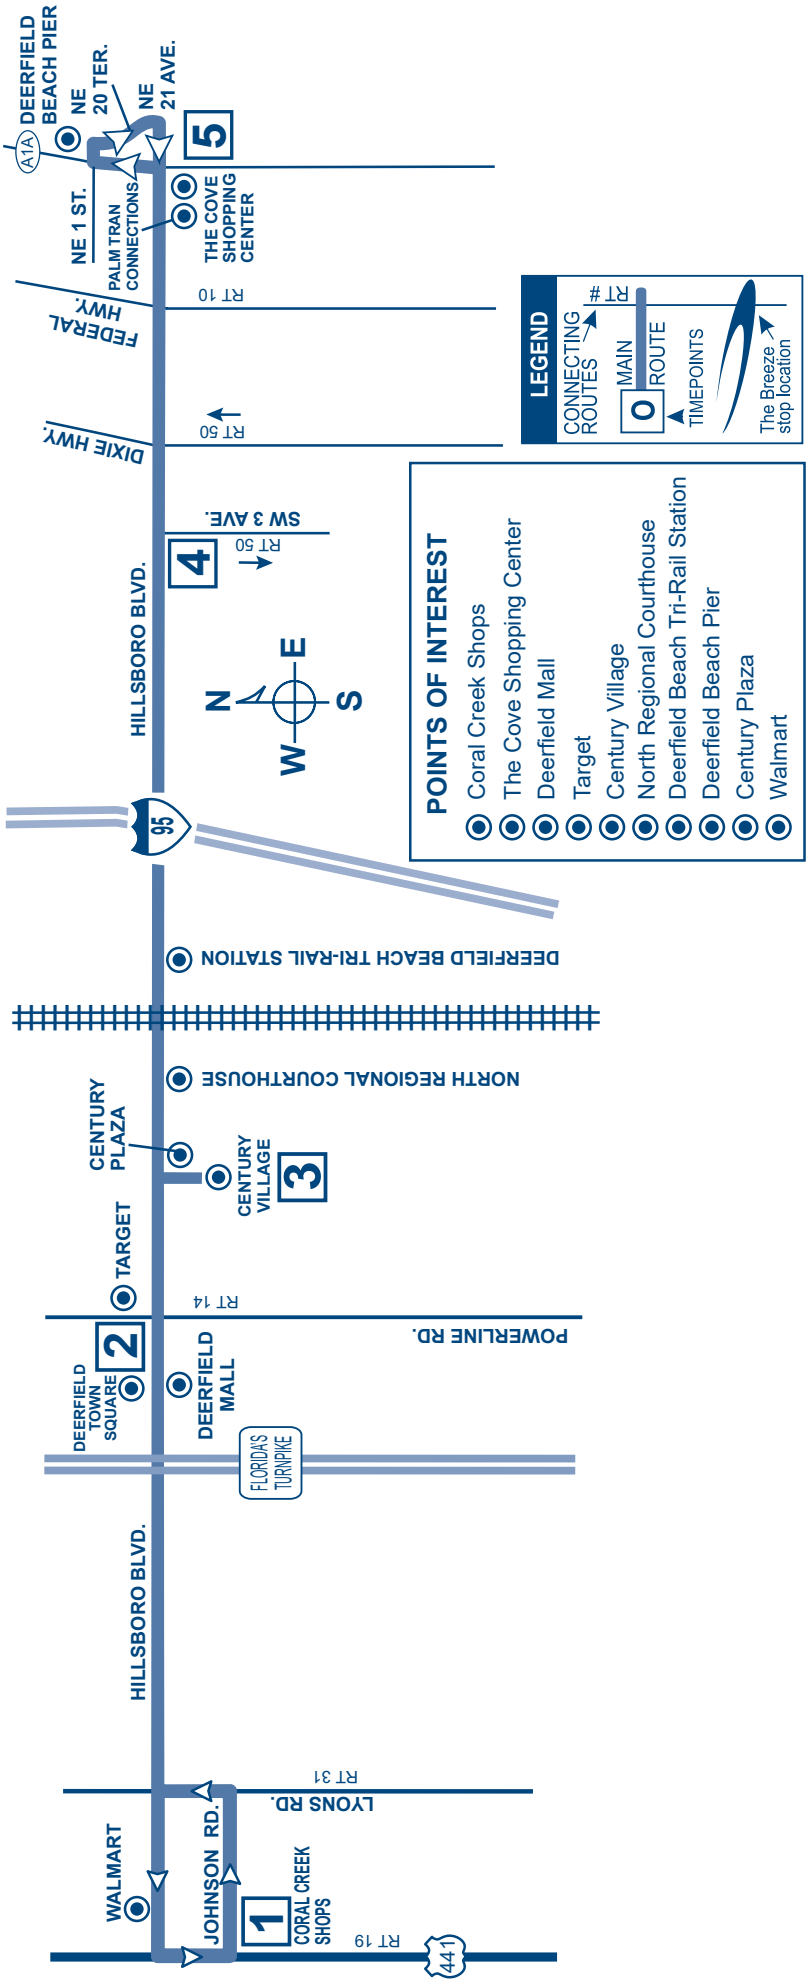 WALMART
JOHNSON RD.
1
CORAL CREEK
SHOPS
RT 19
441
LYONS RD.
RT 31
HILLSBORO BLVD.
FLORIDA'S
TURNPIKE
DEERFIELD
TOWN
SQUARE
2
DEERFIELD
MALL
POWERLINE RD.
RT 14
TARGET
CENTURY
PLAZA
CENTURY
VILLAGE
3
NORTH REGIONAL COURTHOUSE
DEERFIELD BEACH TRI-RAIL STATION
95
HILLSBORO BLVD.
N
W
E
S
4
RT 50
SW 3 AVE.
DIXIE HWY.
RT 50
FEDERAL
HWY.
RT 10
NE 1 ST.
PALM TRAN
CONNECTIONS
THE COVE
SHOPPING
CENTER
A1A
DEERFIELD
BEACH PIER
NE
20 TER.
NE
21 AVE.
5
POINTS OF INTEREST
Coral Creek Shops
The Cove Shopping Center
Deerfield Mall
Target
Century Village
North Regional Courthouse
Deerfield Beach Tri-Rail Station
Deerfield Beach Pier
Century Plaza
Walmart
LEGEND
CONNECTING
ROUTES
RT #
O
MAIN
ROUTE
TIMEPOINTS
The Breeze
stop location